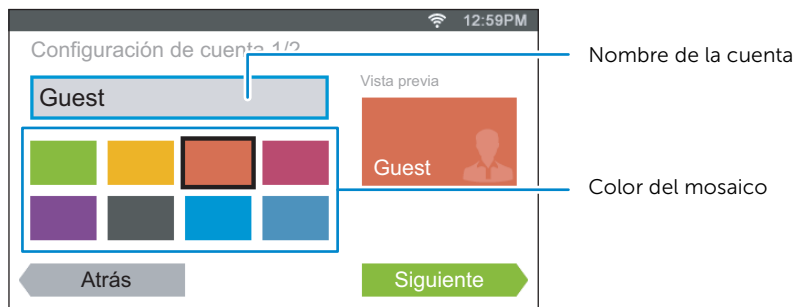 12:59PM
Configuración de cuenta 1/2
Nombre de la cuenta
Vista previa
Guest
Guest
Color del mosaico
Atrás
Siguiente